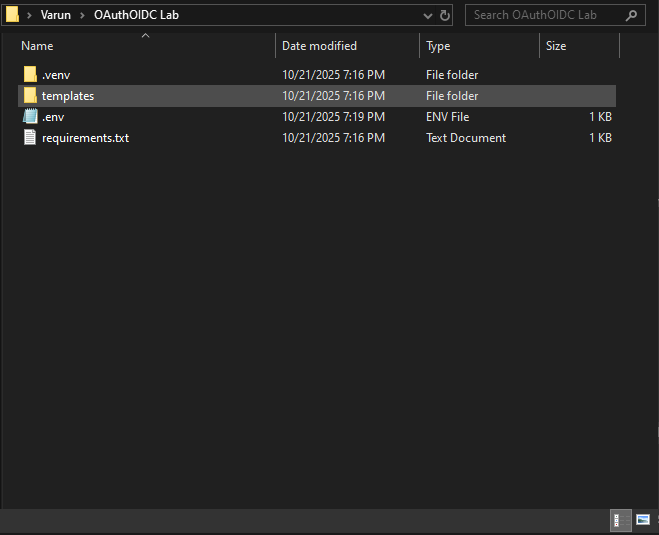 Varun > OAuthOIDC Lab Search OAuthOIDC Lab
Name Date modified Type Size
.venv 10/21/2025 7:16 PM File folder
templates 10/21/2025 7:16 PM File folder
.env 10/21/2025 7:19 PM ENV File 1 KB
requirements.txt 10/21/2025 7:16 PM Text Document 1 KB